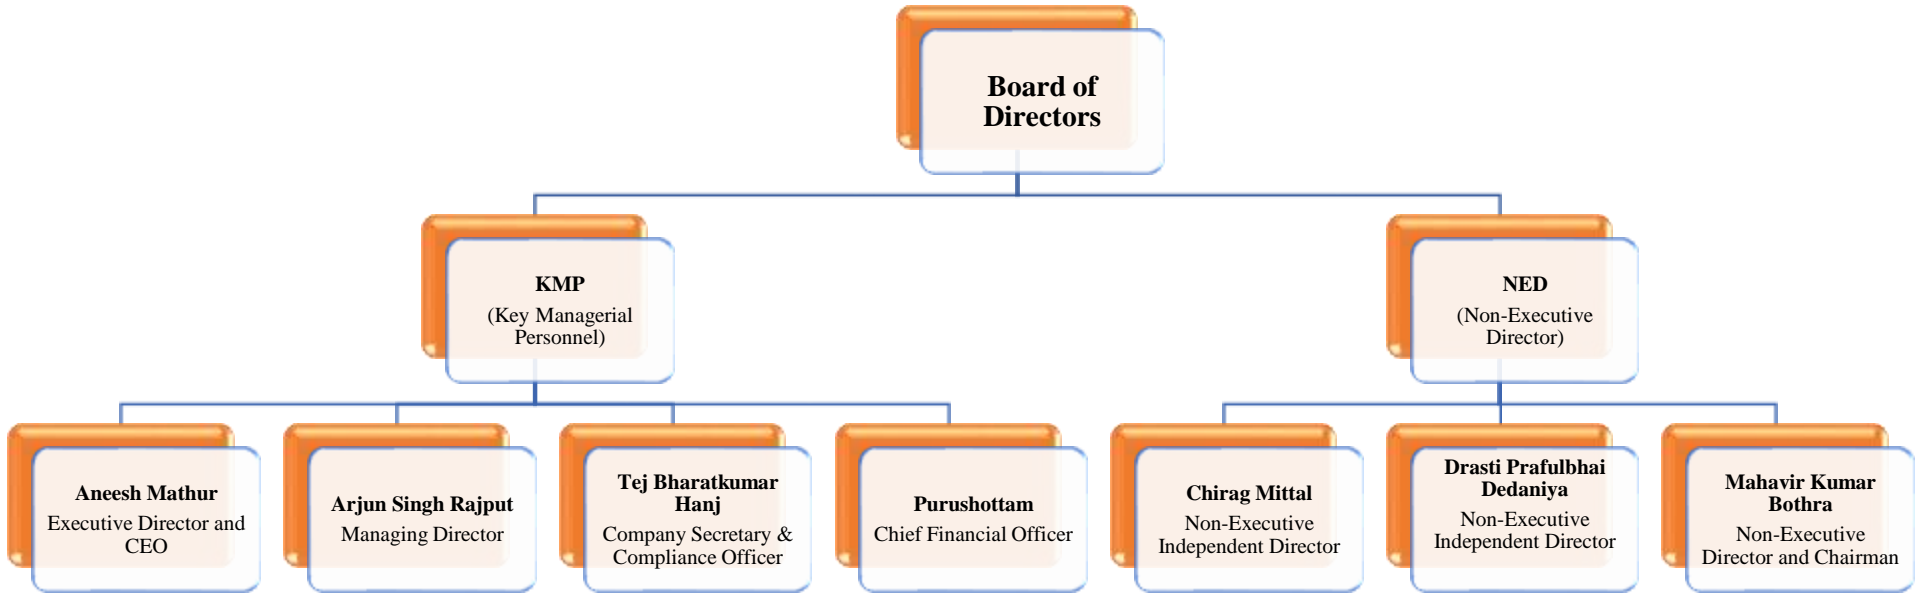 Board of
Directors
KMP
(Key Managerial
Personnel)
NED
(Non-Executive
Director)
Aneesh Mathur
Executive Director and
CEO
Arjun Singh Rajput
Managing Director
Tej Bharatkumar
Hanj
Company Secretary &
Compliance Officer
Purushottam
Chief Financial Officer
Chirag Mittal
Non-Executive
Independent Director
Drasti Prafulbhai
Dedaniya
Non-Executive
Independent Director
Mahavir Kumar
Bothra
Non-Executive
Director and Chairman